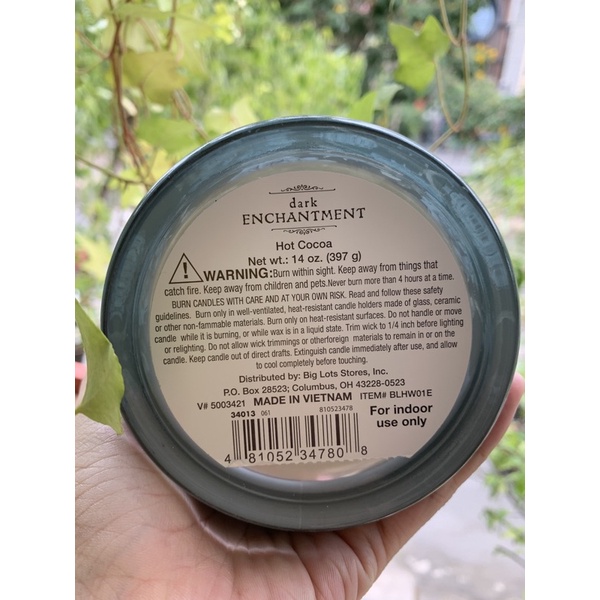 dark
ENCHANTMENT
Hot Cocoa
Net wt.: 14 oz. (397 g)
WARNING: Burn within sight. Keep away from things that
catch fire. Keep away from children and pets. Never burn more than 4 hours at a time.
BURN CANDLES WITH CARE AND AT YOUR OWN RISK. Read and follow these safety
guidelines. Burn only in well-ventilated, heat-resistant candle holders made of glass, ceramic
or other non-fammable materials. Burn only on heat-resistant surfaces. Do not handle or move
candle while it is burning, or while wax is in a liquid state. Trim wick to 1/4 inch before lighting
or relighting. Do not allow wick trimmings or otherforeign materials to remain in or on the
candle. Keep candle out of direct drafts. Extinguish candle immediately after use, and allow
to cool completely before touching.
Distributed by: Big Lots Stores, Inc.
P.O. Box 28523; Columbus, OH 43228-0523
V# 5003421 MADE IN VIETNAM ITEM# BLHW01E
34013 061 810523478
For indoor
use only
4 81052 34780 8